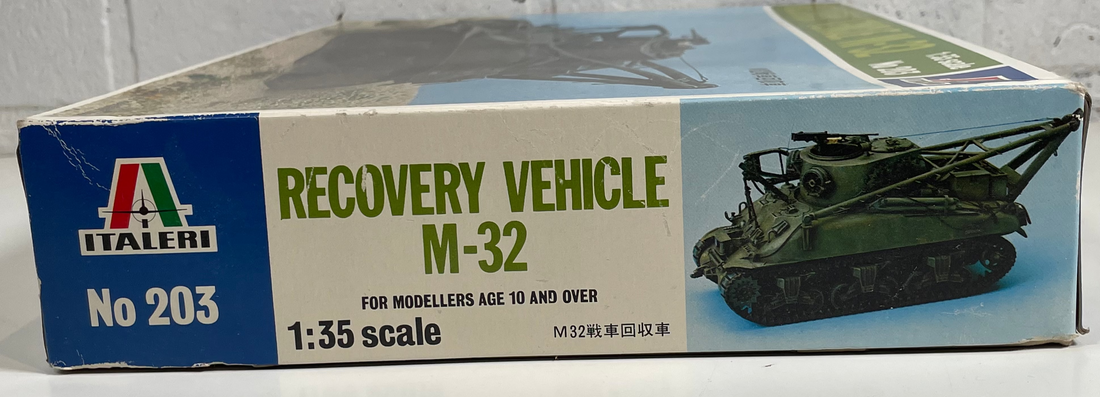 ITALERI
No 203
RECOVERY VEHICLE
M-32
FOR MODELLERS AGE 10 AND OVER
1:35 scale
M32戦車回収車